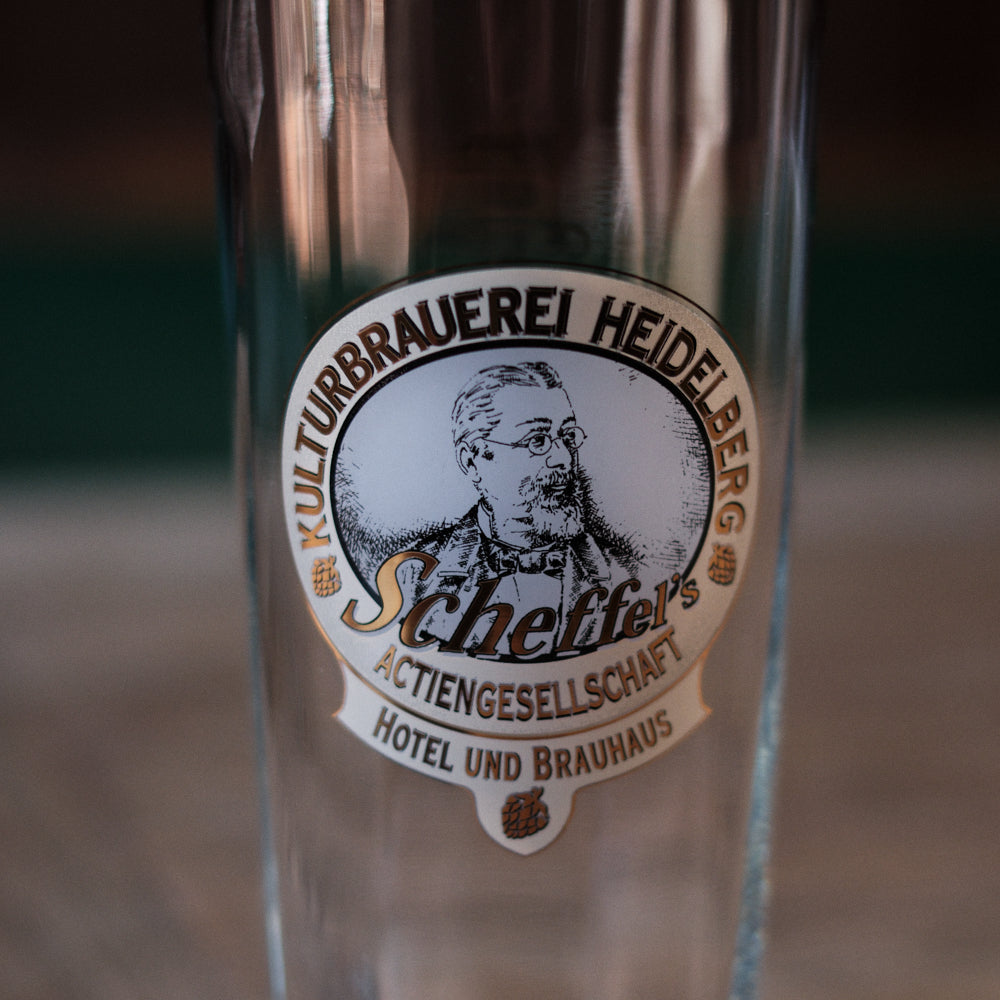 KULTURBRAUEREI HEIDELBERG
Scheffel's
ACTIENGESELLSCHAFT
HOTEL UND BRAUHAUS